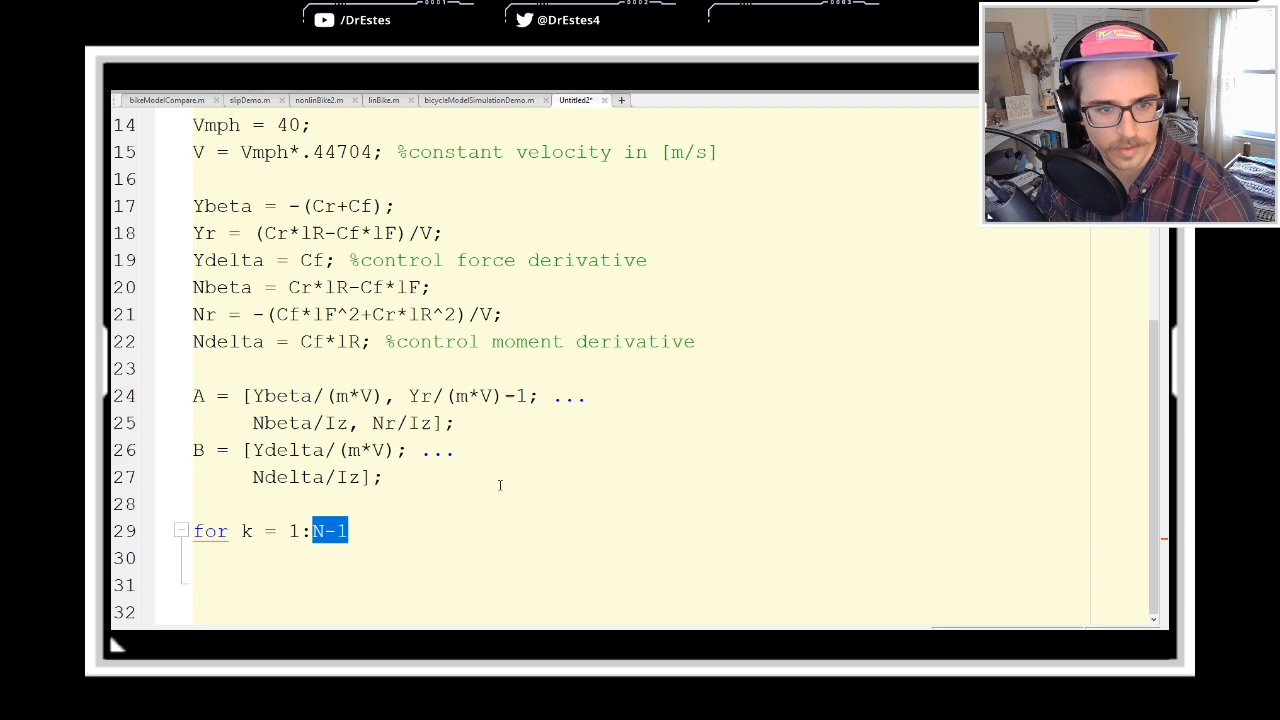 0001 0002 0003
/DrEstes @DrEstes4
bikeModelCompare.m slipDemo.m nonlinBike2.m linBike.m bicycleModelSimulationDemo.m Untitled2*
14 Vmph = 40;
15 V = Vmph*.44704; %constant velocity in [m/s]
16
17 Ybeta = -(Cr+Cf);
18 Yr = (Cr*lR-Cf*lF)/V;
19 Ydelta = Cf; %control force derivative
20 Nbeta = Cr*lR-Cf*lF;
21 Nr = -(Cf*lF^2+Cr*lR^2)/V;
22 Ndelta = Cf*lR; %control moment derivative
23
24 A = [Ybeta/(m*V), Yr/(m*V)-1; ...
25 Nbeta/Iz, Nr/Iz];
26 B = [Ydelta/(m*V); ...
27 Ndelta/Iz];
28
29 for k = 1:N-1
30
31
32